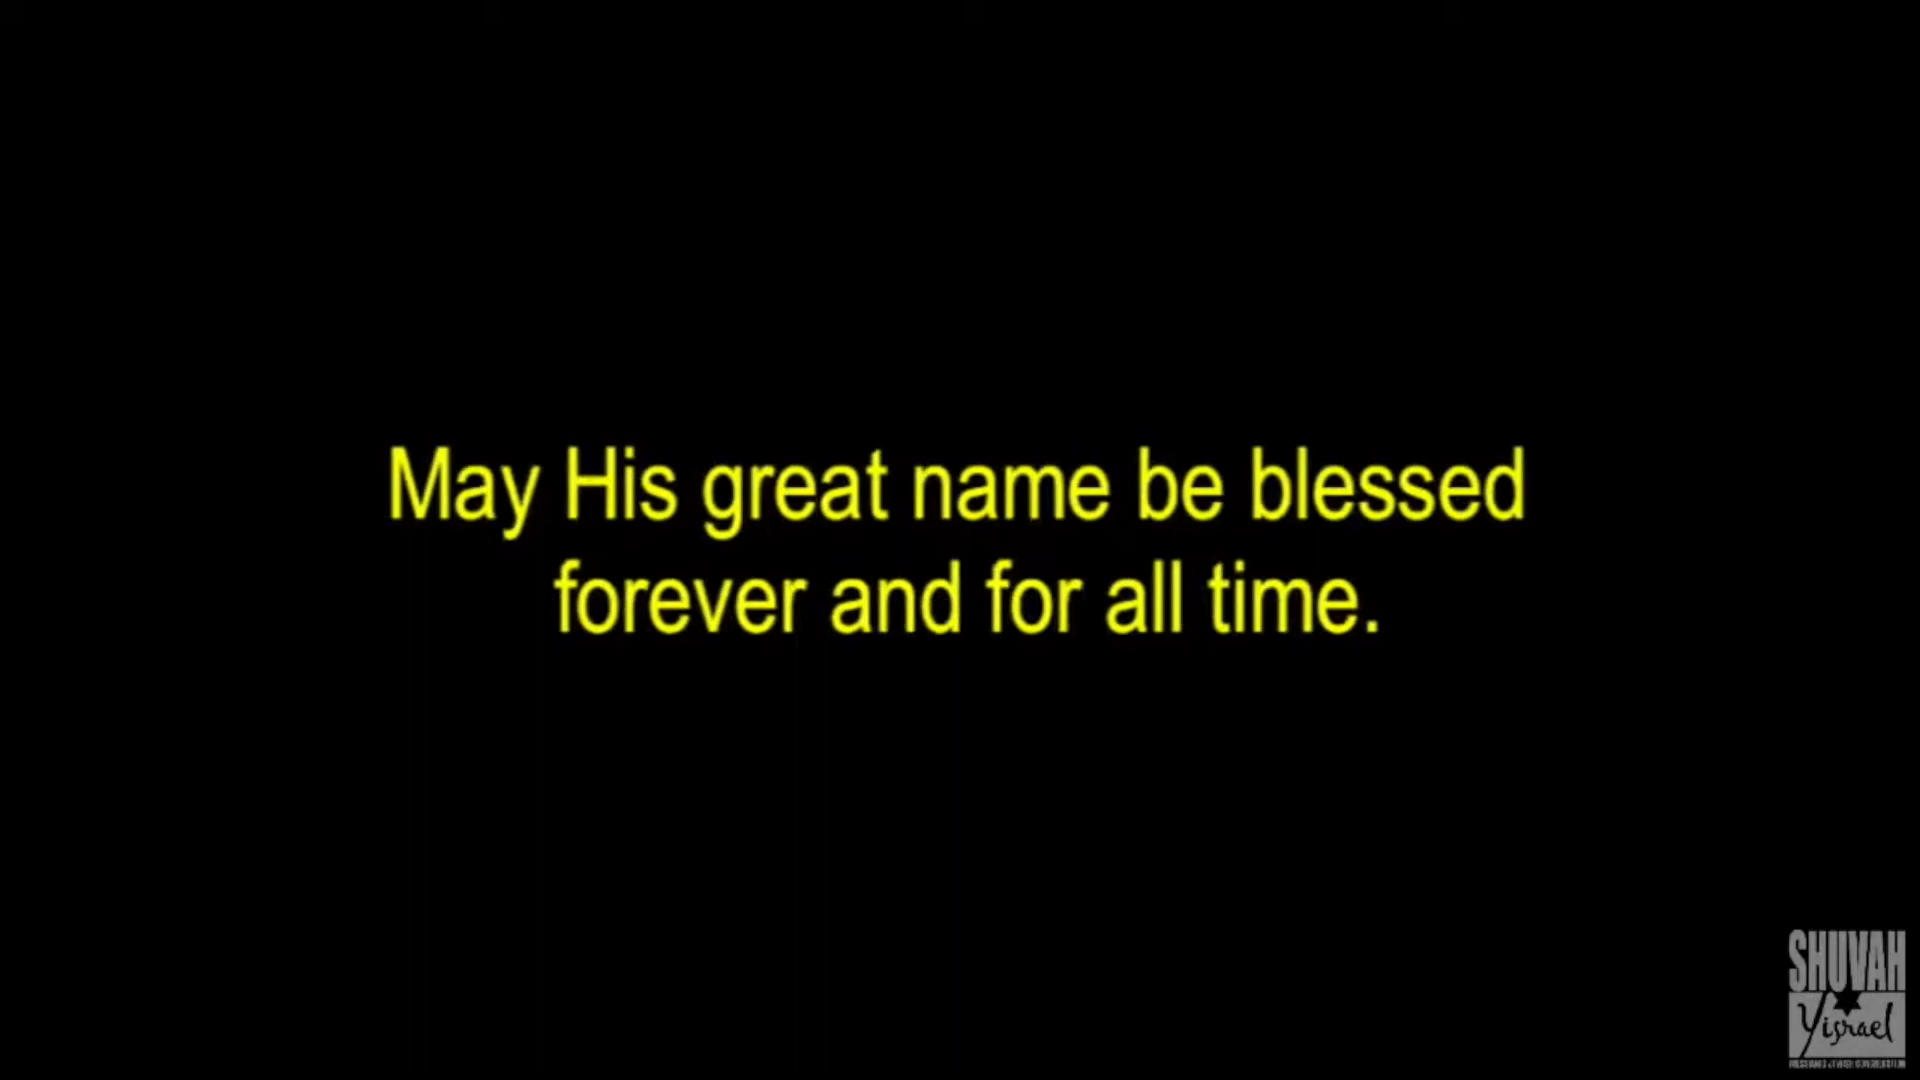 May His great name be blessed
forever and for all time.
SHUVAH
Yisrael